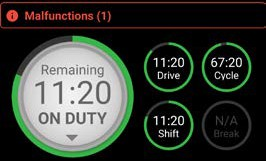 Malfunctions (1)
Remaining
11:20
ON DUTY
11:20
Drive
67:20
Cycle
11:20
Shift
N/A
Break